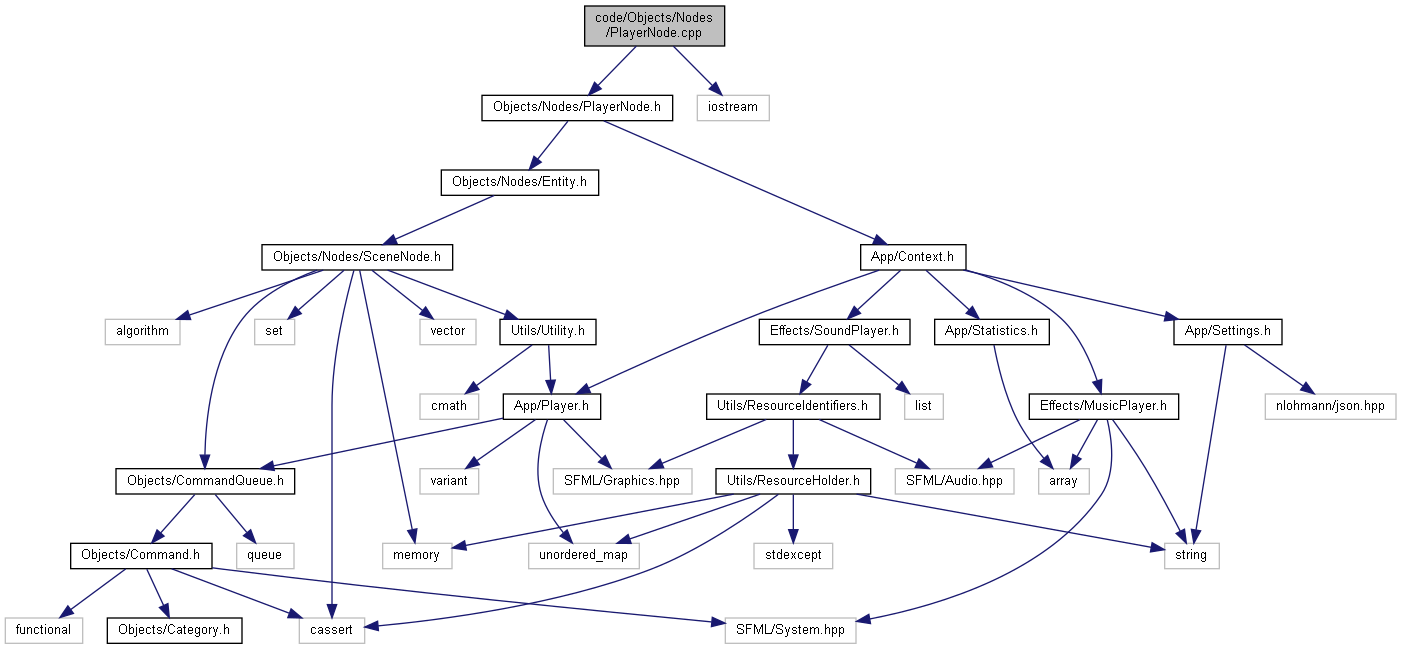 code/Objects/Nodes
/PlayerNode.cpp
Objects/Nodes/PlayerNode.h
iostream
Objects/Nodes/Entity.h
Objects/Nodes/SceneNode.h
App/Context.h
algorithm
set
vector
Utils/Utility.h
Effects/SoundPlayer.h
App/Statistics.h
App/Settings.h
cmath
App/Player.h
Utils/ResourceIdentifiers.h
list
Effects/MusicPlayer.h
nlohmann/json.hpp
Objects/CommandQueue.h
variant
SFML/Graphics.hpp
Utils/ResourceHolder.h
SFML/Audio.hpp
array
Objects/Command.h
queue
memory
unordered_map
stdexcept
string
functional
Objects/Category.h
cassert
SFML/System.hpp